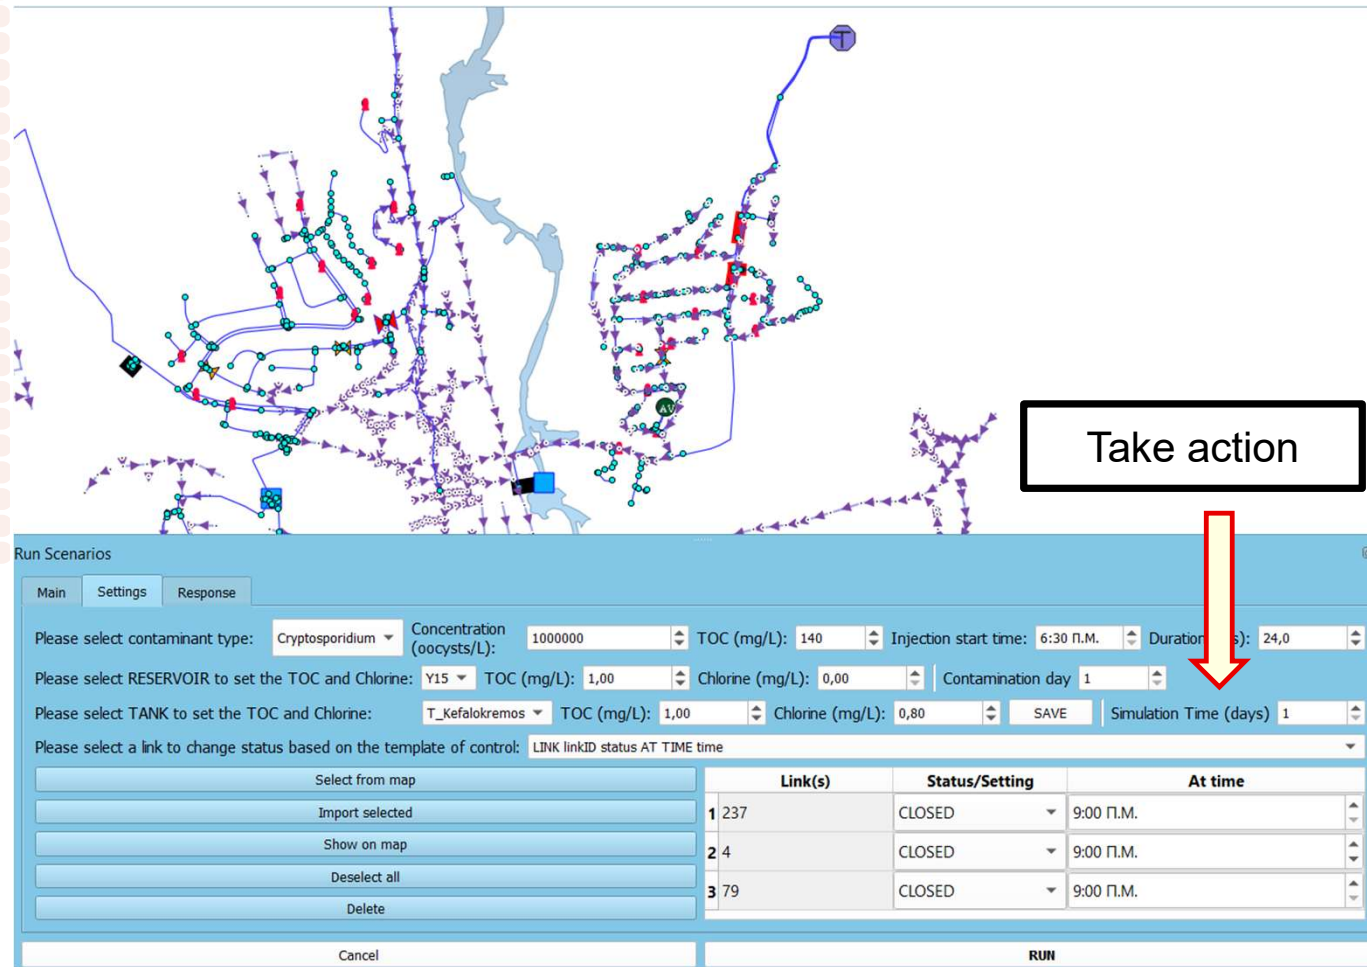 T
AV
Take action
Run Scenarios
Main Settings Response
Please select contaminant type: Cryptosporidium Concentration (oocysts/L): 1000000 TOC (mg/L): 140 Injection start time: 6:30 Π.Μ. 24,0
Please select RESERVOIR to set the TOC and Chlorine: Y15 TOC (mg/L): 1,00 Chlorine (mg/L): 0,00 Contamination day 1
Please select TANK to set the TOC and Chlorine: T_Kefalokremos TOC (mg/L): 1,00 Chlorine (mg/L): 0,80 SAVE Simulation Time (days) 1
Please select a link to change status based on the template of control: LINK linkID status AT TIME time
Select from map
Import selected
Show on map
Deselect all
Delete
Link(s) Status/Setting At time
1 237 CLOSED 9:00 Π.Μ.
2 4 CLOSED 9:00 Π.Μ.
3 79 CLOSED 9:00 Π.Μ.
Cancel RUN